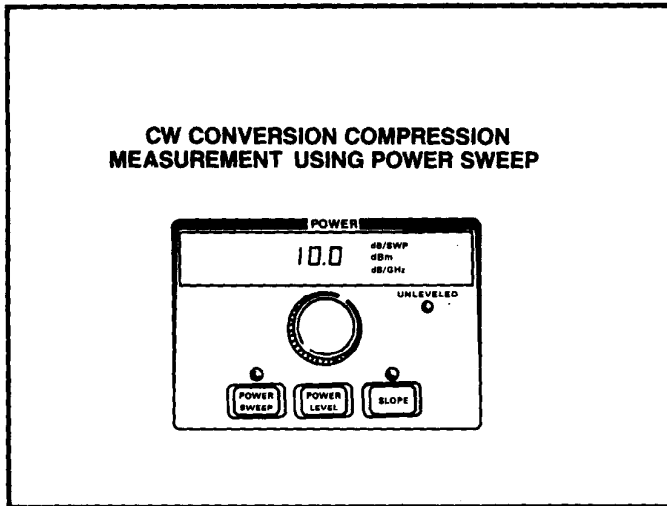 CW CONVERSION COMPRESSION
MEASUREMENT USING POWER SWEEP
POWER
10.0
dB/SWP
dBm
dB/GHz
UNLEVELED
POWER
SWEEP
POWER
LEVEL
SLOPE